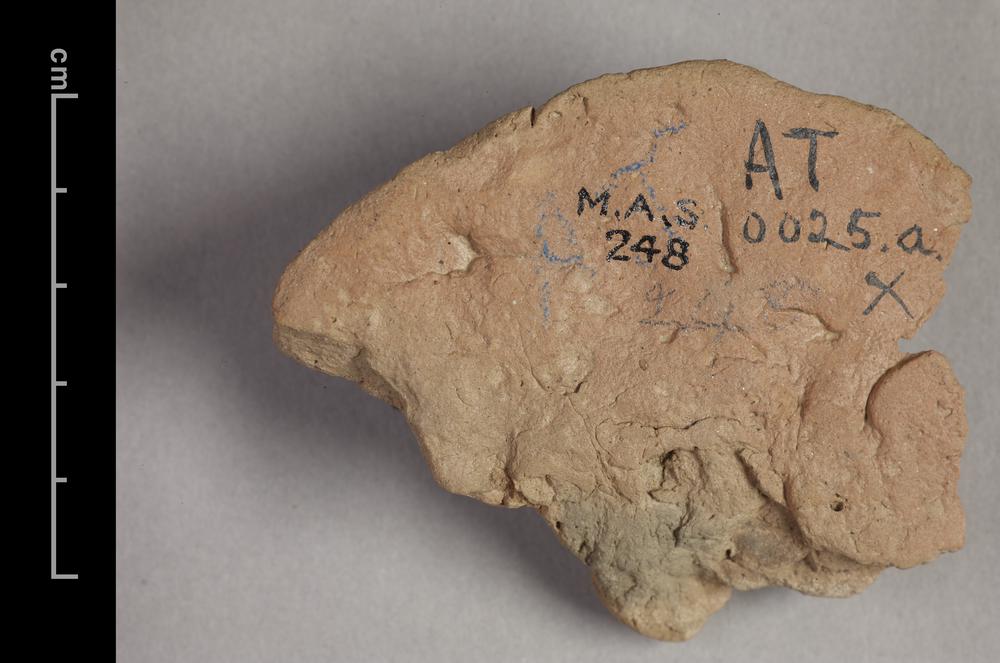 cm
AT
M.A.S.
0025.a.
248
X